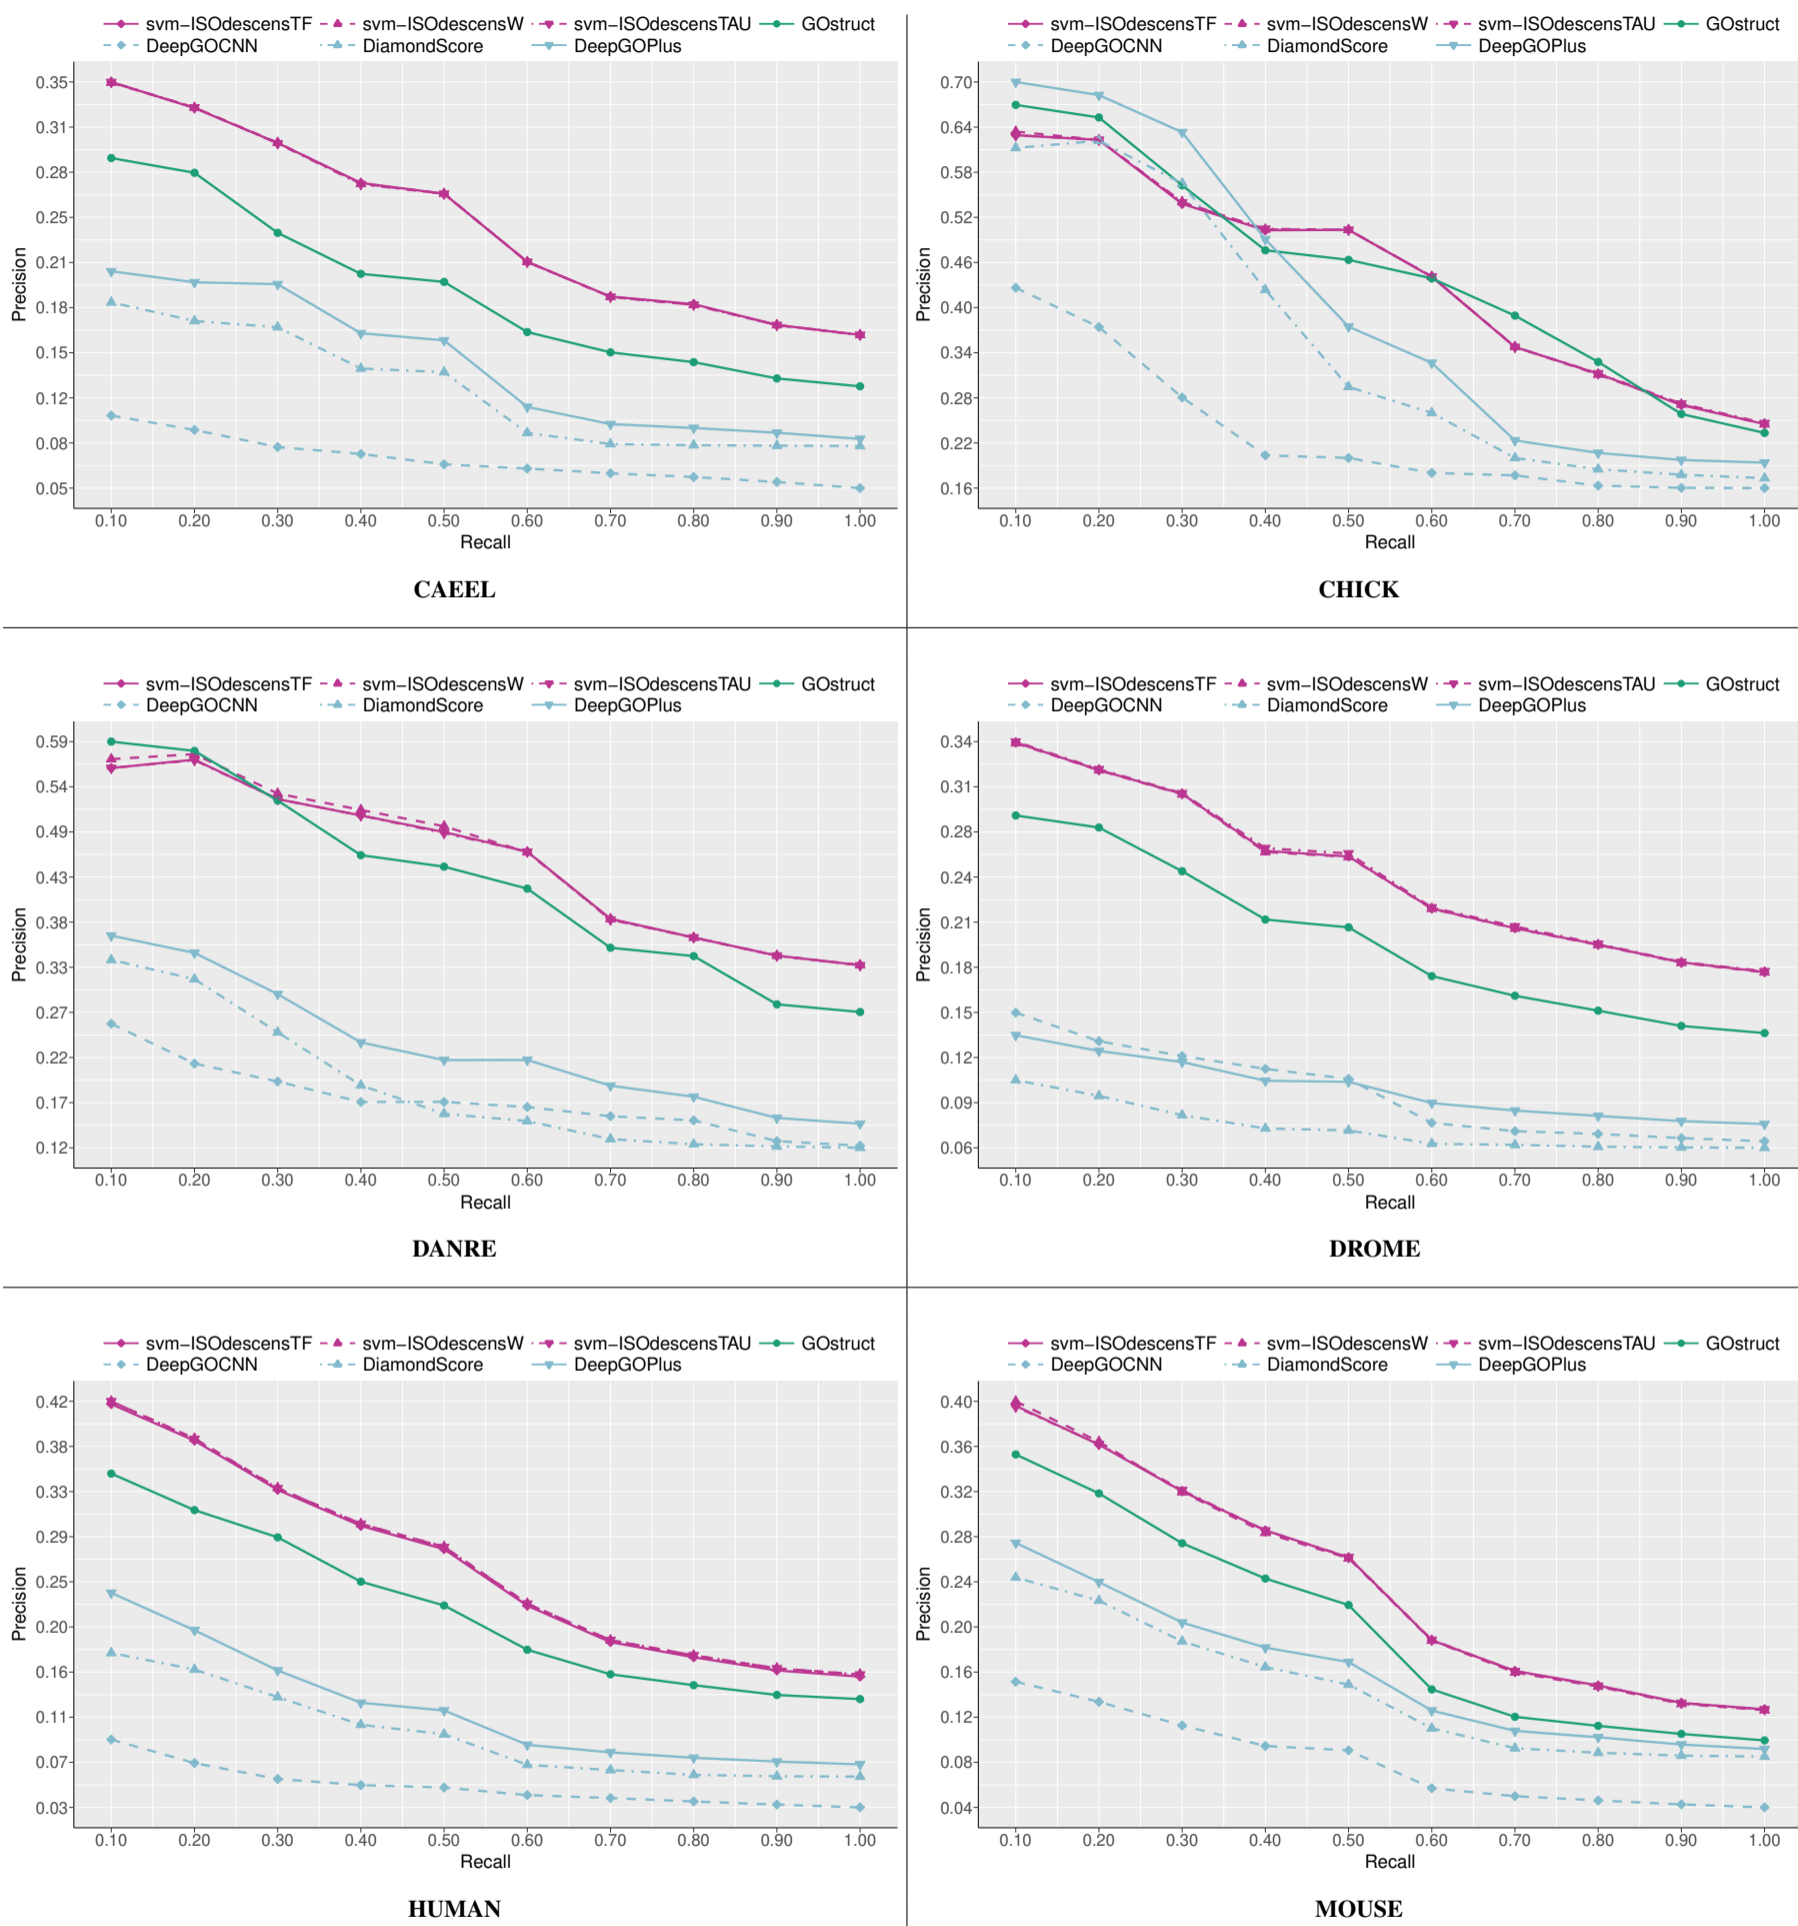 svm−ISOdescensTF svm−ISOdescensW svm−ISOdescensTAU GOstruct
DeepGOCNN DiamondScore DeepGOPlus
0.35
0.31
0.28
0.25
0.21
0.18
0.15
0.12
0.08
0.05
Precision
0.10 0.20 0.30 0.40 0.50 0.60 0.70 0.80 0.90 1.00
Recall
CAEEL
svm−ISOdescensTF svm−ISOdescensW svm−ISOdescensTAU GOstruct
DeepGOCNN DiamondScore DeepGOPlus
0.70
0.64
0.58
0.52
0.46
0.40
0.34
0.28
0.22
0.16
Precision
0.10 0.20 0.30 0.40 0.50 0.60 0.70 0.80 0.90 1.00
Recall
CHICK
svm−ISOdescensTF svm−ISOdescensW svm−ISOdescensTAU GOstruct
DeepGOCNN DiamondScore DeepGOPlus
0.59
0.54
0.49
0.43
0.38
0.33
0.27
0.22
0.17
0.12
Precision
0.10 0.20 0.30 0.40 0.50 0.60 0.70 0.80 0.90 1.00
Recall
DANRE
svm−ISOdescensTF svm−ISOdescensW svm−ISOdescensTAU GOstruct
DeepGOCNN DiamondScore DeepGOPlus
0.34
0.31
0.28
0.24
0.21
0.18
0.15
0.12
0.09
0.06
Precision
0.10 0.20 0.30 0.40 0.50 0.60 0.70 0.80 0.90 1.00
Recall
DROME
svm−ISOdescensTF svm−ISOdescensW svm−ISOdescensTAU GOstruct
DeepGOCNN DiamondScore DeepGOPlus
0.42
0.38
0.33
0.29
0.25
0.20
0.16
0.11
0.07
0.03
Precision
0.10 0.20 0.30 0.40 0.50 0.60 0.70 0.80 0.90 1.00
Recall
HUMAN
svm−ISOdescensTF svm−ISOdescensW svm−ISOdescensTAU GOstruct
DeepGOCNN DiamondScore DeepGOPlus
0.40
0.36
0.32
0.28
0.24
0.20
0.16
0.12
0.08
0.04
Precision
0.10 0.20 0.30 0.40 0.50 0.60 0.70 0.80 0.90 1.00
Recall
MOUSE